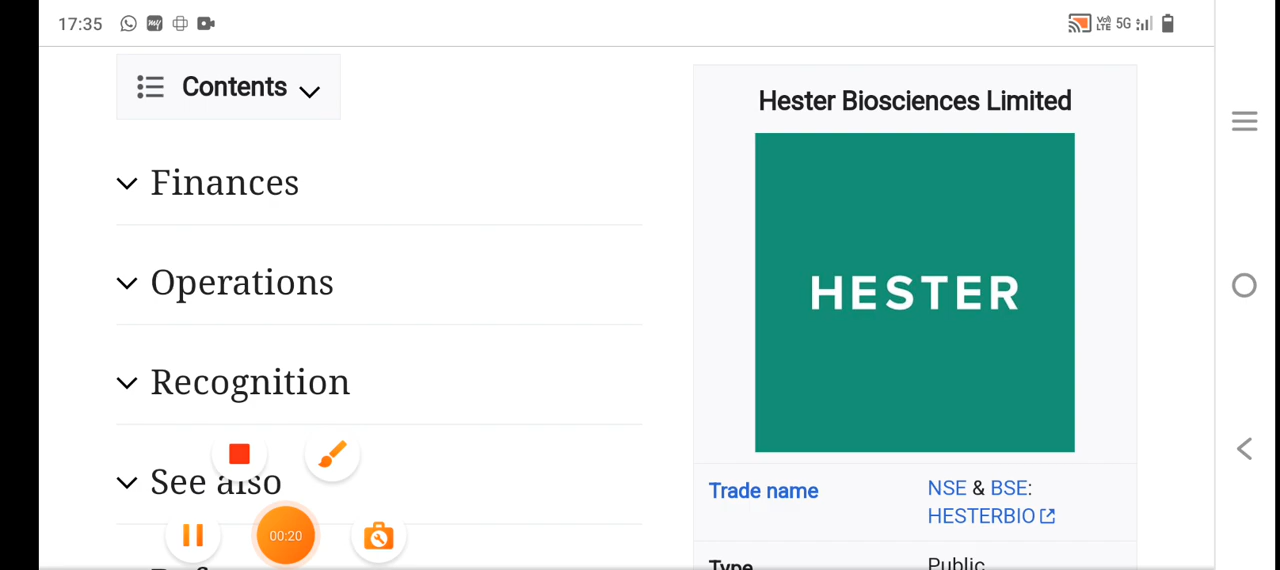 17:35
5G
Contents
Finances
Operations
Recognition
See also
00:20
Hester Biosciences Limited
HESTER
Trade name
NSE & BSE:
HESTERBIO
Type
Public